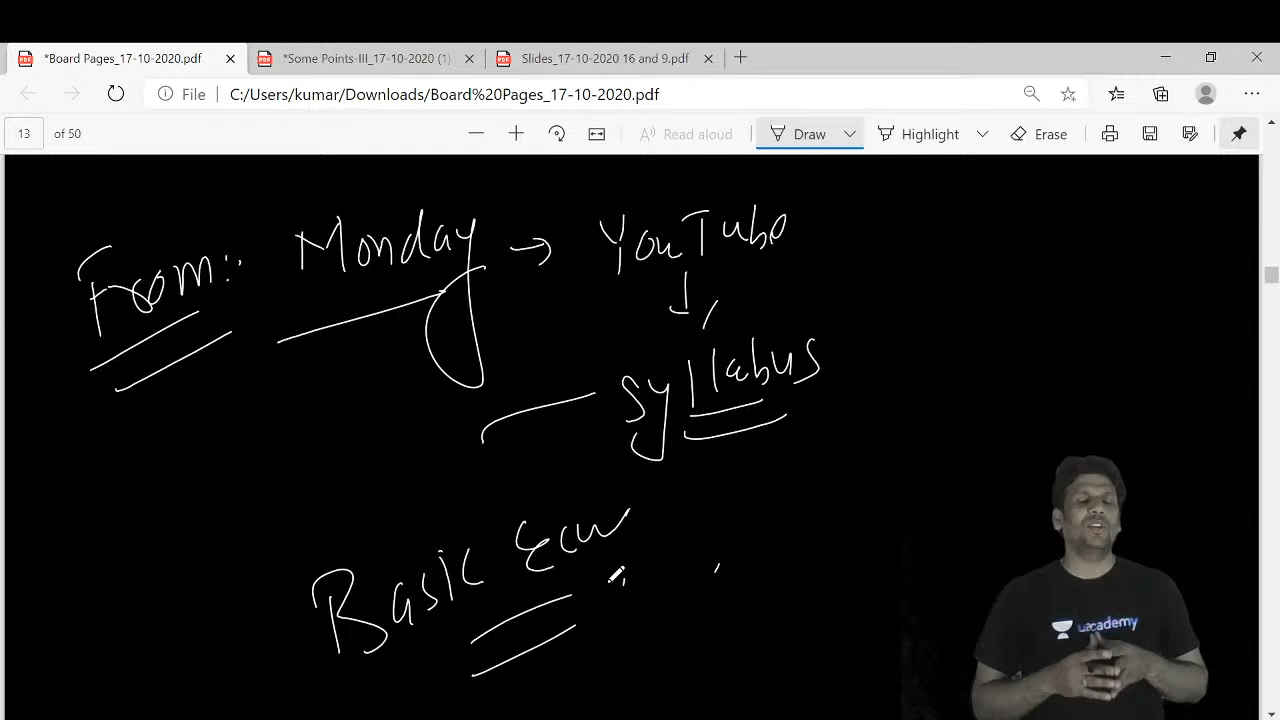 *Board Pages_17-10-2020.pdf
*Some Points-III_17-10-2020 (1).
Slides_17-10-2020 16 and 9.pdf
File C:/Users/kumar/Downloads/Board%20Pages_17-10-2020.pdf
13 of 50
Read aloud Draw Highlight Erase
From:- Monday → YouTube
Syllabus
Basic
unacademy